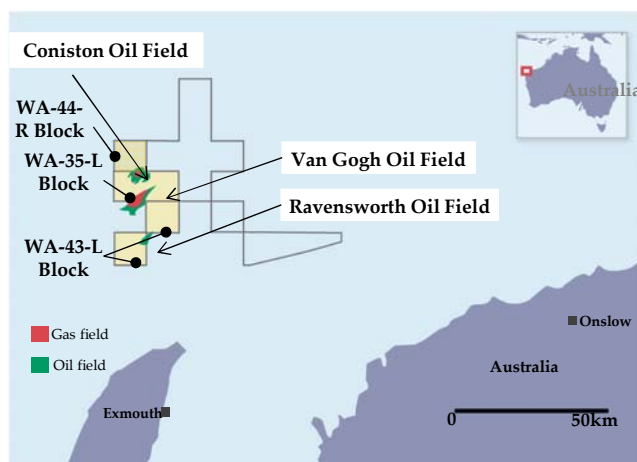 Coniston Oil Field
Australia
WA-44-
R Block
WA-35-L
Block
Van Gogh Oil Field
Ravensworth Oil Field
WA-43-L
Block
Gas field
Oil field
Onslow
Australia
Exmouth
0 50km